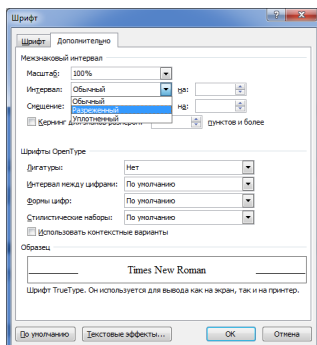 Шрифт
Шрифт Дополнительно
Межзнаковый интервал
Масштаб: 100%
Интервал: Обычный на:
Обычный
Смещение: Разреженный на:
Уплотненный
Кернинг для знаков размером: пунктов и более
Шрифты OpenType
Лигатуры: Нет
Интервал между цифрами: По умолчанию
Формы цифр: По умолчанию
Стилистические наборы: По умолчанию
Использовать контекстные варианты
Образец
Times New Roman
Шрифт TrueType. Он используется для вывода как на экран, так и на принтер.
По умолчанию Текстовые эффекты... ОК Отмена